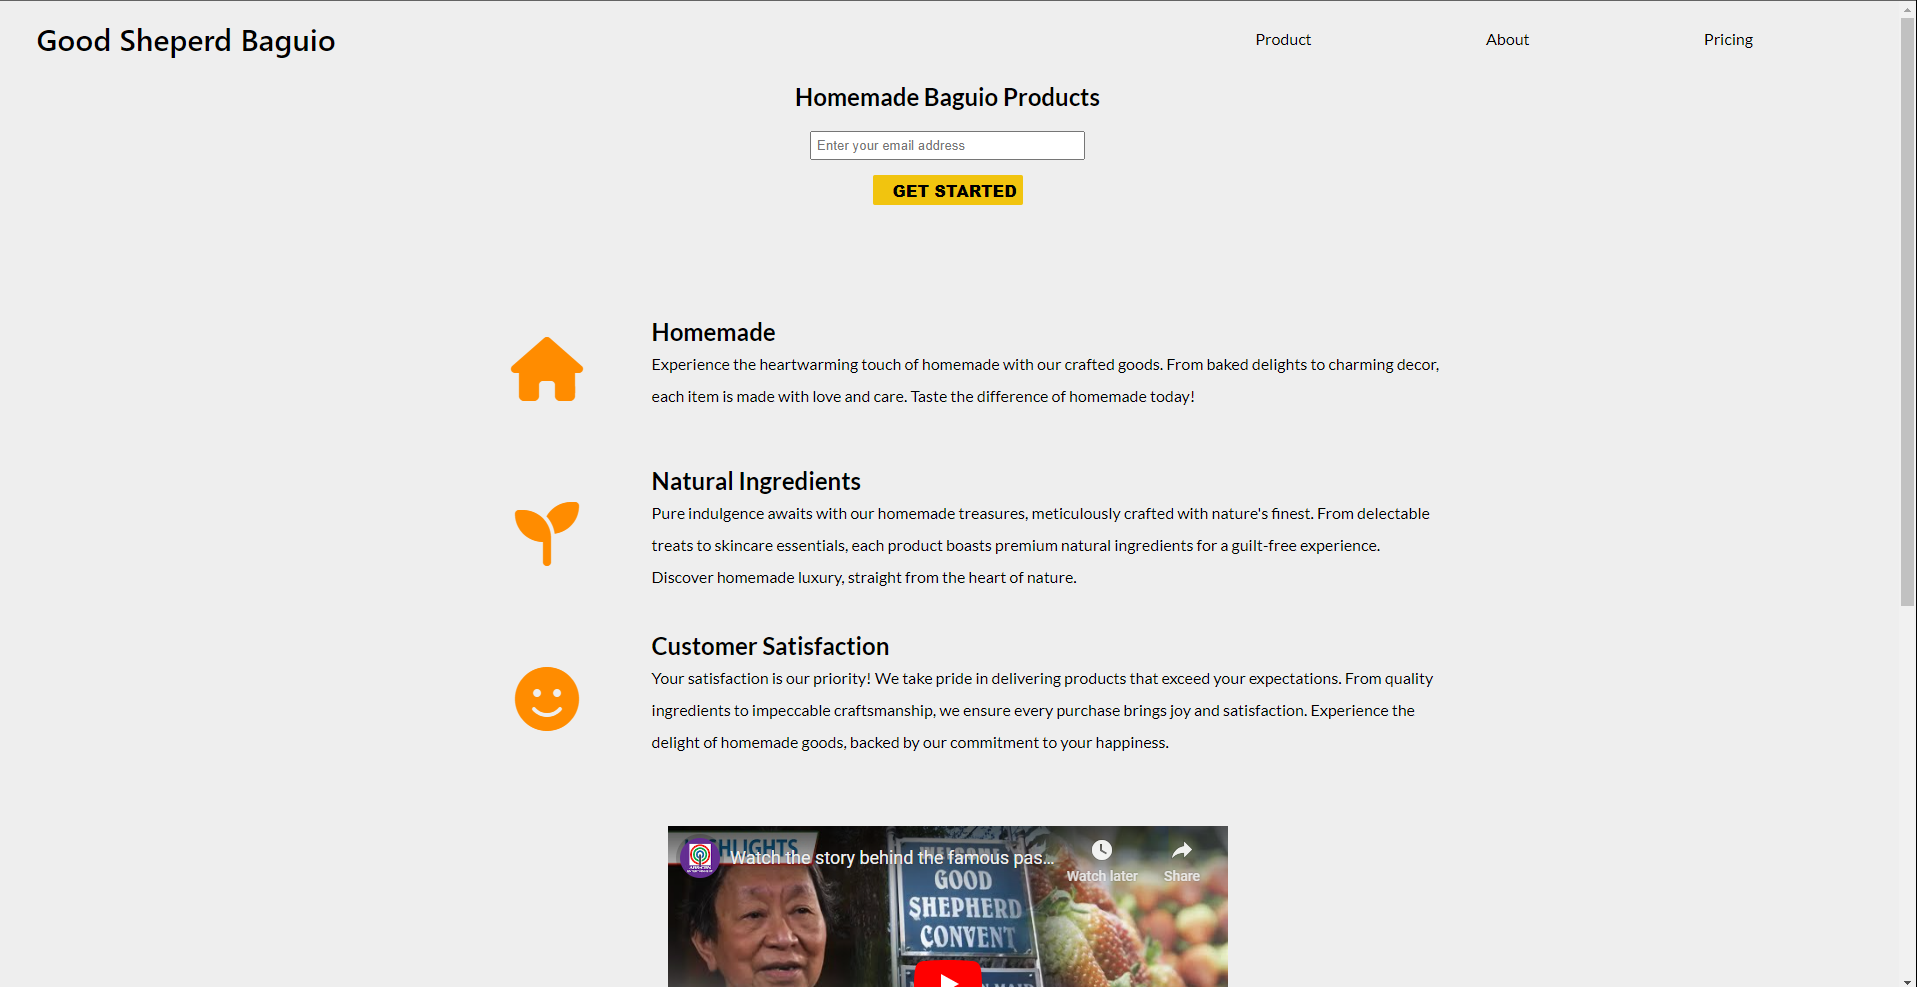 Good Sheperd Baguio
Product
About
Pricing
Homemade Baguio Products
Enter your email address
GET STARTED
Homemade
Experience the heartwarming touch of homemade with our crafted goods. From baked delights to charming decor,
each item is made with love and care. Taste the difference of homemade today!
Natural Ingredients
Pure indulgence awaits with our homemade treasures, meticulously crafted with nature's finest. From delectable
treats to skincare essentials, each product boasts premium natural ingredients for a guilt-free experience.
Discover homemade luxury, straight from the heart of nature.
Customer Satisfaction
Your satisfaction is our priority! We take pride in delivering products that exceed your expectations. From quality
ingredients to impeccable craftsmanship, we ensure every purchase brings joy and satisfaction. Experience the
delight of homemade goods, backed by our commitment to your happiness.
Watch the story behind the famous pas...
Watch later
Share
WELCOME
GOOD
SHEPHERD
CONVENT